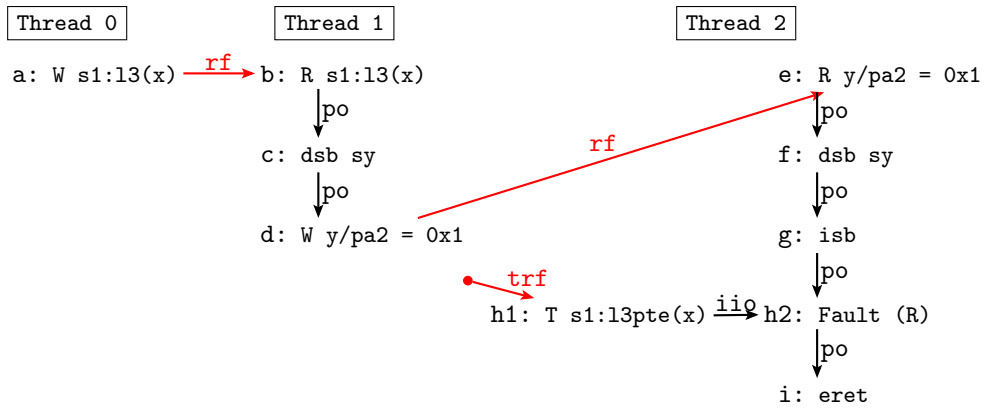 Thread 0 Thread 1 Thread 2
a: W s1:l3(x) rf b: R s1:l3(x) e: R y/pa2 = 0x1
po po
rf
c: dsb sy f: dsb sy
po po
d: W y/pa2 = 0x1 g: isb
po
trf
h1: T s1:l3pte(x) iio h2: Fault (R)
po
i: eret